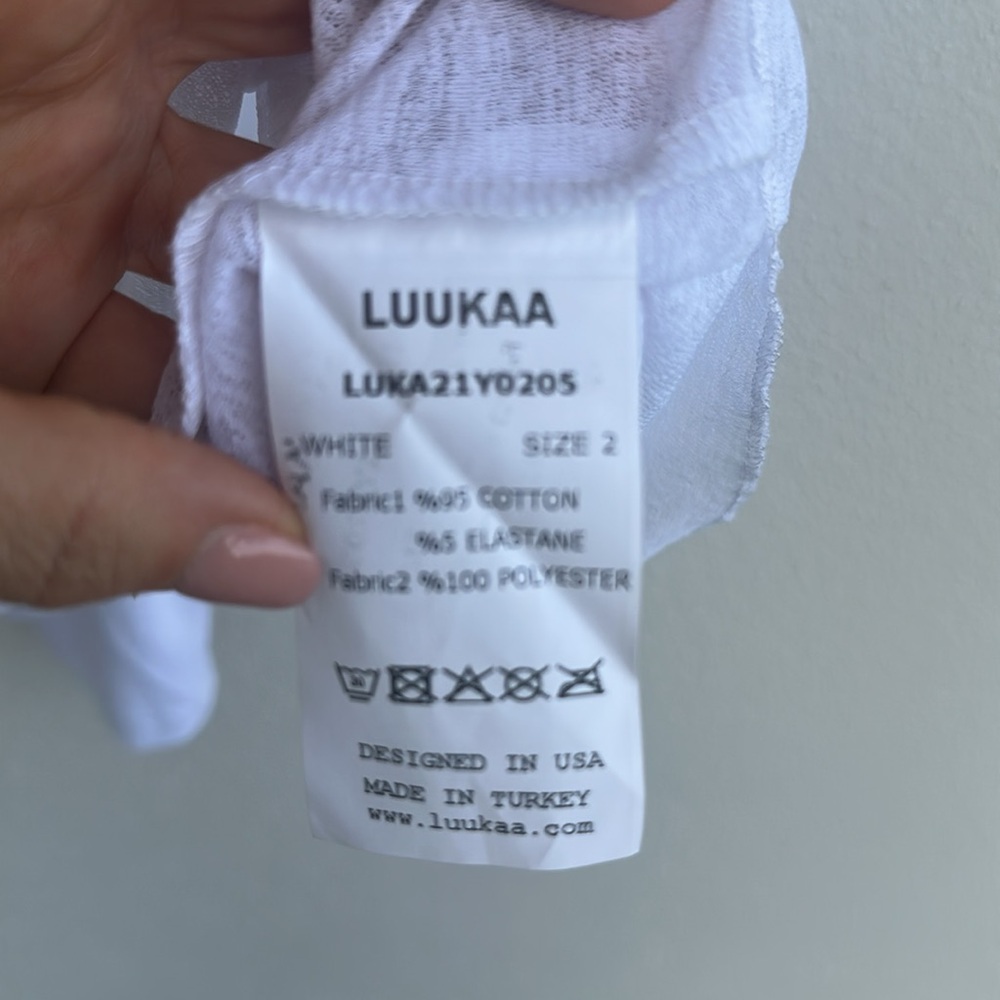 LUUKAA
LUKA21Y0205
WHITE SIZE 2
Fabric1 %95 COTTON
%5 ELASTANE
Fabric2 %100 POLYESTER
30
DESIGNED IN USA
MADE IN TURKEY
www.luukaa.com